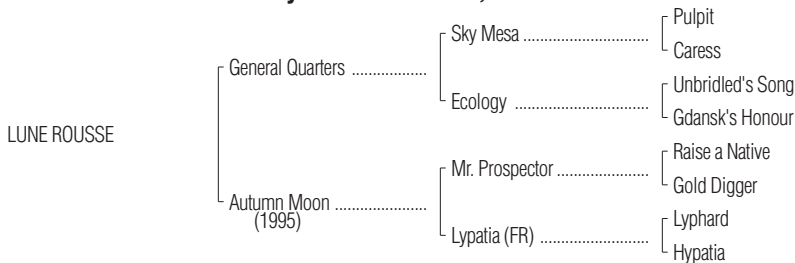 Pulpit
Sky Mesa ..............................
Caress
General Quarters ..................
Unbridled's Song
Ecology ..................................
Gdansk's Honour
LUNE ROUSSE
Raise a Native
Mr. Prospector ......................
Gold Digger
Autumn Moon ......................
(1995)
Lyphard
Lypatia (FR) ..........................
Hypatia